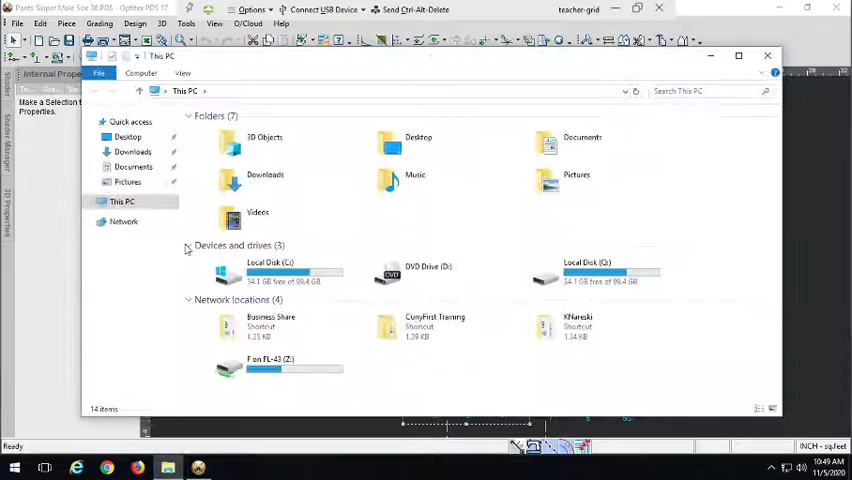 Pants Sloper Male Size 38.PDS - Optitex PDS 17
Options Connect USB Device Send Ctrl-Alt-Delete teacher-grid
File Edit Piece Grading Design 3D Tools View O/Cloud Help
Shader
Shader Manager
3D Properties
Internal Prope
Make a Selection t
Properties.
This PC
File Computer View
This PC
Search This PC
Quick access
Desktop
Downloads
Documents
Pictures
This PC
Network
Folders (7)
3D Objects Desktop Documents
Downloads Music Pictures
Videos
Devices and drives (3)
Local Disk (C:) DVD Drive (D:) Local Disk (Q:)
DVD
34.1 GB free of 99.4 GB 34.1 GB free of 99.4 GB
Network locations (4)
Business Share CunyFirst Training KNareski
Shortcut Shortcut Shortcut
1.35 KB 1.39 KB 1.34 KB
F on FL-43 (Z:)
14 items
Ready INCH - sq.feet
10:49 AM
11/5/2020